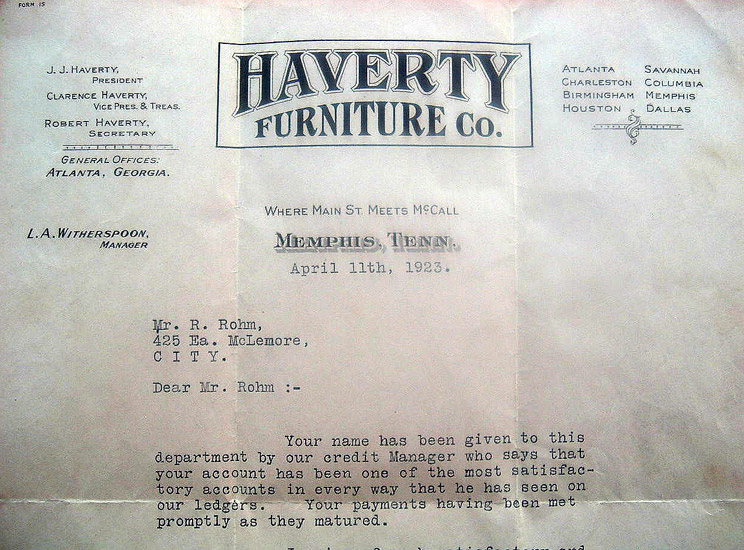 FORM 15
J. J. HAVERTY,
PRESIDENT
CLARENCE HAVERTY,
VICE PRES. & TREAS.
ROBERT HAVERTY,
SECRETARY
GENERAL OFFICES:
ATLANTA, GEORGIA.
HAVERTY
FURNITURE CO.
ATLANTA SAVANNAH
CHARLESTON COLUMBIA
BIRMINGHAM MEMPHIS
HOUSTON DALLAS
WHERE MAIN ST. MEETS McCALL
L. A. WITHERSPOON,
MANAGER
MEMPHIS, TENN.
April 11th, 1923.
Mr. R. Rohm,
425 Ea. McLemore,
C I T Y.
Dear Mr. Rohm :-
Your name has been given to this
department by our credit Manager who says that
your account has been one of the most satisfac-
tory accounts in every way that he has seen on
our ledgers. Your payments having been met
promptly as they matured.